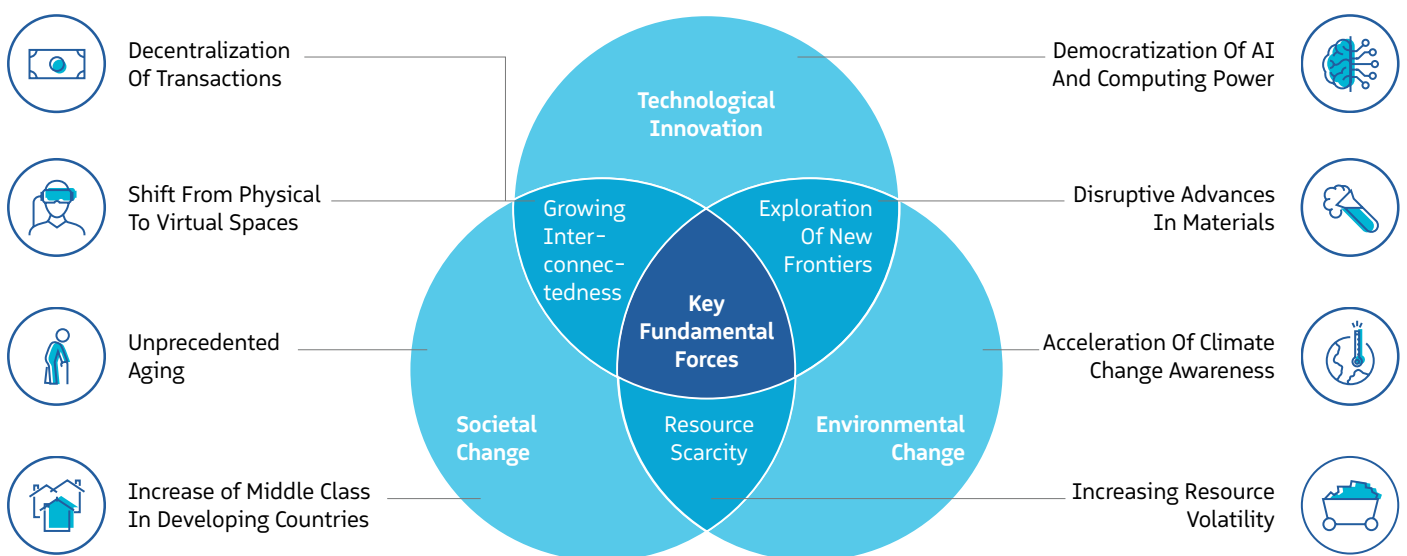 Decentralization
Of Transactions
Shift From Physical
To Virtual Spaces
Unprecedented
Aging
Increase of Middle Class
In Developing Countries
Technological
Innovation
Growing
Inter-
connec-
tedness
Exploration
Of New
Frontiers
Key
Fundamental
Forces
Societal
Change
Resource
Scarcity
Environmental
Change
Democratization Of AI
And Computing Power
Disruptive Advances
In Materials
Acceleration Of Climate
Change Awareness
Increasing Resource
Volatility